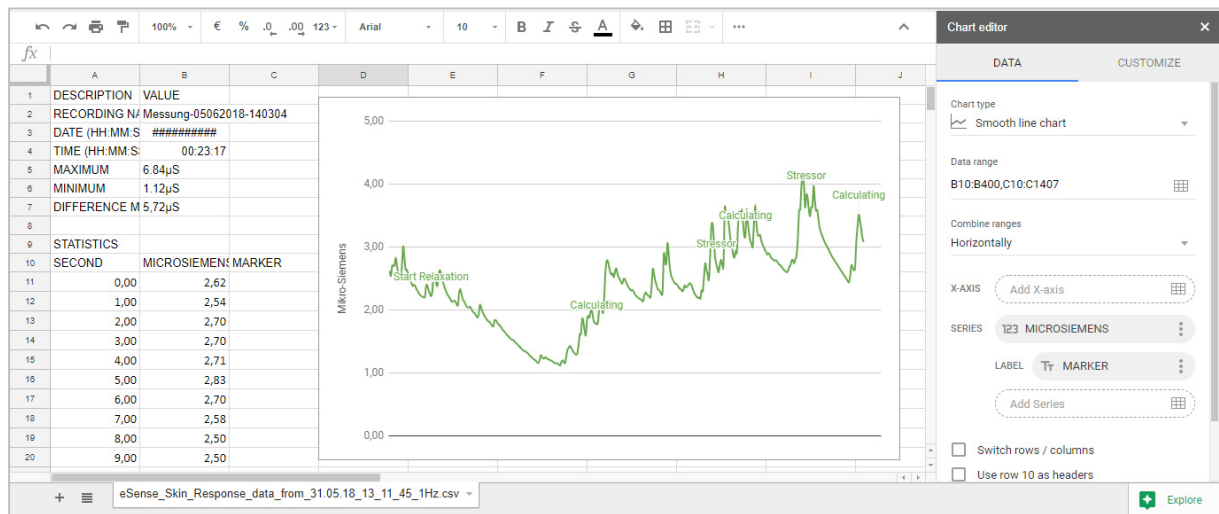 100% € % .0 .00 123 Arial 10 B I S A ... Chart editor ×
fx
DATA CUSTOMIZE
A B C D E F G H I J
1 DESCRIPTION VALUE
2 RECORDING NA Messung-05062018-140304
3 DATE (HH:MM:S ##########
4 TIME (HH:MM:S 00:23:17
5 MAXIMUM 6.84µS
6 MINIMUM 1.12µS
7 DIFFERENCE M 5,72µS
8
9 STATISTICS
10 SECOND MICROSIEMENS MARKER
11 0,00 2,62
12 1,00 2,54
13 2,00 2,70
14 3,00 2,70
15 4,00 2,71
16 5,00 2,83
17 6,00 2,70
18 7,00 2,58
19 8,00 2,50
20 9,00 2,50
Mikro-Siemens
5,00
4,00
3,00
2,00
1,00
0,00
Start Relaxation
Calculating
Stressor
Calculating
Stressor
Calculating
Chart type
Smooth line chart
Data range
B10:B400,C10:C1407
Combine ranges
Horizontally
X-AXIS Add X-axis
SERIES 123 MICROSIEMENS
LABEL Tт MARKER
Add Series
Switch rows / columns
Use row 10 as headers
+ eSense_Skin_Response_data_from_31.05.18_13_11_45_1Hz.csv
Explore